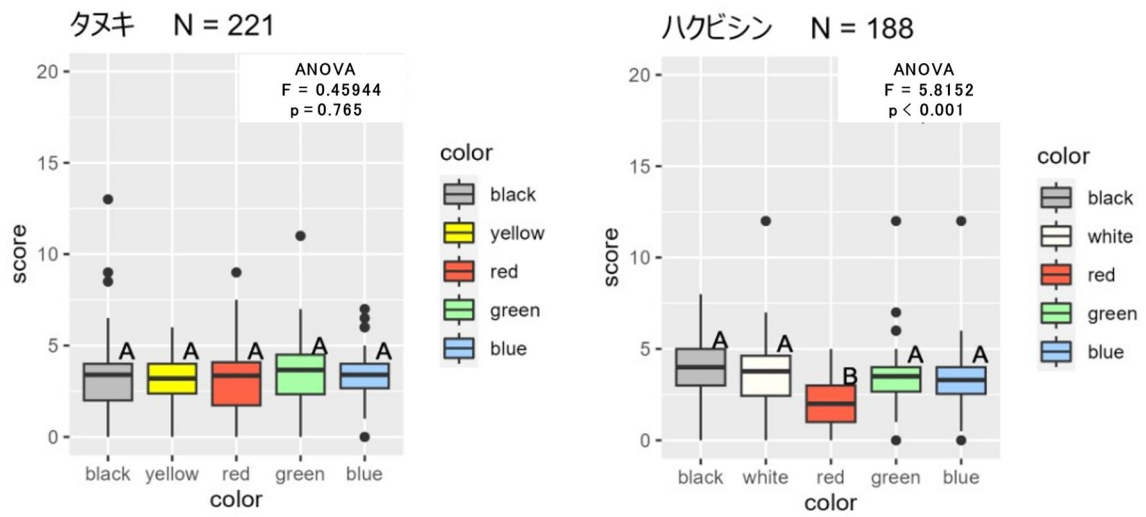 タヌキ N = 221
ANOVA
F = 0.45944
p = 0.765
20
15
10
5
0
score
A
A
A
A
A
black
yellow
red
green
blue
color
color
black
yellow
red
green
blue
ハクビシン N = 188
ANOVA
F = 5.8152
p < 0.001
20
15
10
5
0
score
A
A
B
A
A
black
white
red
green
blue
color
color
black
white
red
green
blue